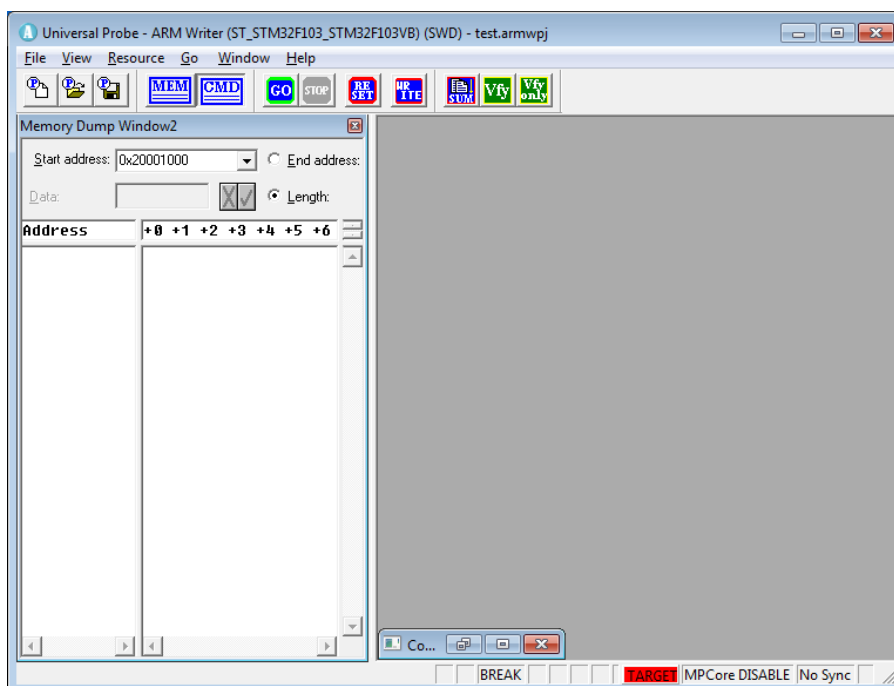 Universal Probe - ARM Writer (ST_STM32F103_STM32F103VB) (SWD) - test.armwpj
File View Resource Go Window Help
MEM CMD GO STOP RE SET WR ITE SUM Vfy Vfy only
Memory Dump Window2
Start address: 0x20001000 End address:
Data: Length:
Address +0 +1 +2 +3 +4 +5 +6
Co...
BREAK TARGET MPCore DISABLE No Sync